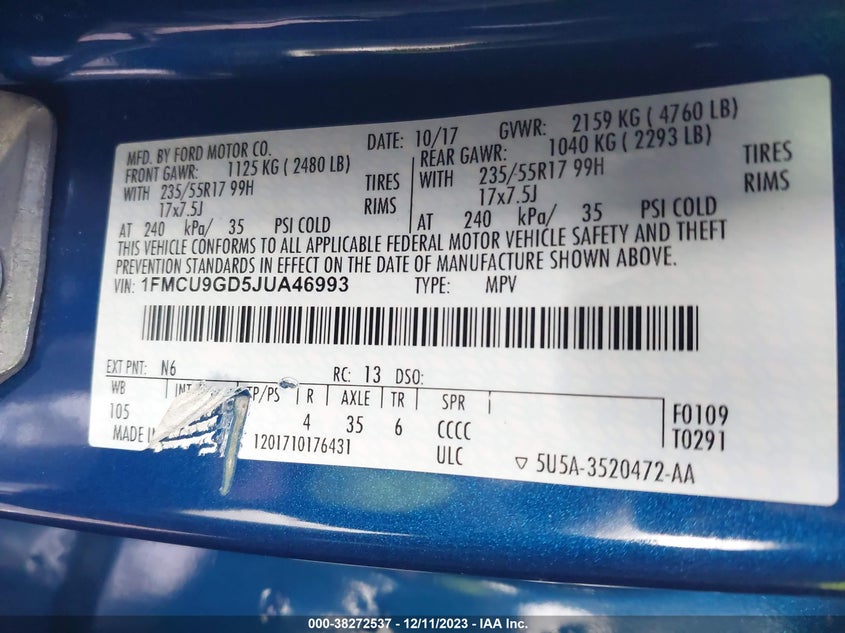 MFD. BY FORD MOTOR CO. DATE: 10/17 GVWR: 2159 KG ( 4760 LB)
FRONT GAWR: 1125 KG ( 2480 LB) REAR GAWR: 1040 KG ( 2293 LB)
WITH 235/55R17 99H TIRES WITH 235/55R17 99H TIRES
17x7.5J RIMS 17x7.5J RIMS
AT 240 kPa/ 35 PSI COLD AT 240 kPa/ 35 PSI COLD
THIS VEHICLE CONFORMS TO ALL APPLICABLE FEDERAL MOTOR VEHICLE SAFETY AND THEFT
PREVENTION STANDARDS IN EFFECT ON THE DATE OF MANUFACTURE SHOWN ABOVE.
VIN: 1FMCU9GD5JUA46993 TYPE: MPV
EXT PNT: N6 RC: 13 DSO:
WB INT TP/PS R AXLE TR SPR
105 4 35 6 CCCC F0109
MADE 1201710176431 ULC T0291
5U5A-3520472-AA
000-38272537 - 12/11/2023 - IAA Inc.